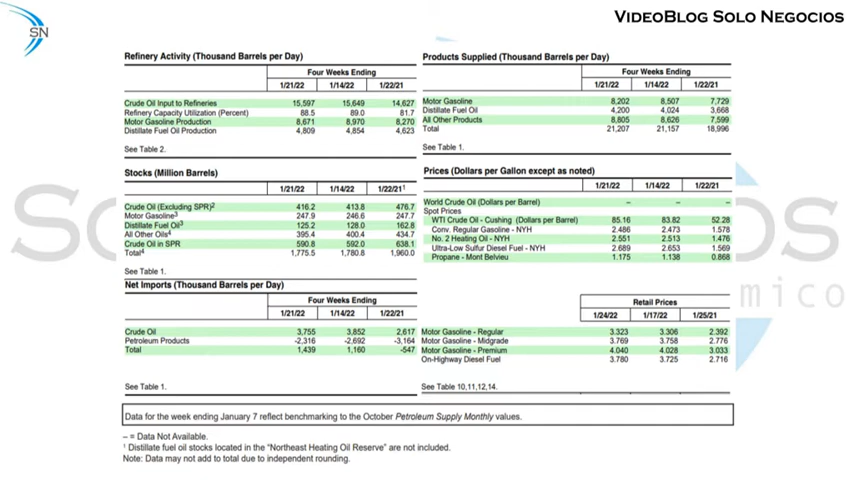 SN
VIDEOBLOG SOLO NEGOCIOS
Refinery Activity (Thousand Barrels per Day)
Four Weeks Ending
1/21/22 1/14/22 1/22/21
Crude Oil Input to Refineries 15,597 15,649 14,627
Refinery Capacity Utilization (Percent) 88.5 89.0 81.7
Motor Gasoline Production 8,671 8,970 8,270
Distillate Fuel Oil Production 4,809 4,854 4,623
See Table 2.
Products Supplied (Thousand Barrels per Day)
Four Weeks Ending
1/21/22 1/14/22 1/22/21
Motor Gasoline 8,202 8,507 7,729
Distillate Fuel Oil 4,200 4,024 3,668
All Other Products 8,805 8,626 7,599
Total 21,207 21,157 18,996
See Table 1.
Stocks (Million Barrels)
1/21/22 1/14/22 1/22/21¹
Crude Oil (Excluding SPR)² 416.2 413.8 476.7
Motor Gasoline³ 247.9 246.6 247.7
Distillate Fuel Oil³ 125.2 128.0 162.8
All Other Oils⁴ 395.4 400.4 434.7
Crude Oil in SPR 590.8 592.0 638.1
Total⁴ 1,775.5 1,780.8 1,960.0
See Table 1.
Prices (Dollars per Gallon except as noted)
1/21/22 1/14/22 1/22/21
World Crude Oil (Dollars per Barrel) – – –
Spot Prices
WTI Crude Oil - Cushing (Dollars per Barrel) 85.16 83.82 52.28
Conv. Regular Gasoline - NYH 2.486 2.473 1.578
No. 2 Heating Oil - NYH 2.551 2.513 1.476
Ultra-Low Sulfur Diesel Fuel - NYH 2.689 2.653 1.569
Propane - Mont Belvieu 1.175 1.138 0.868
Net Imports (Thousand Barrels per Day)
Four Weeks Ending
1/21/22 1/14/22 1/22/21
Crude Oil 3,755 3,852 2,617
Petroleum Products -2,316 -2,692 -3,164
Total 1,439 1,160 -547
See Table 1.
Retail Prices
1/24/22 1/17/22 1/25/21
Motor Gasoline - Regular 3.323 3.306 2.392
Motor Gasoline - Midgrade 3.769 3.758 2.776
Motor Gasoline - Premium 4.040 4.028 3.033
On-Highway Diesel Fuel 3.780 3.725 2.716
See Table 10,11,12,14.
Data for the week ending January 7 reflect benchmarking to the October Petroleum Supply Monthly values.
– = Data Not Available.
¹ Distillate fuel oil stocks located in the "Northeast Heating Oil Reserve" are not included.
Note: Data may not add to total due to independent rounding.